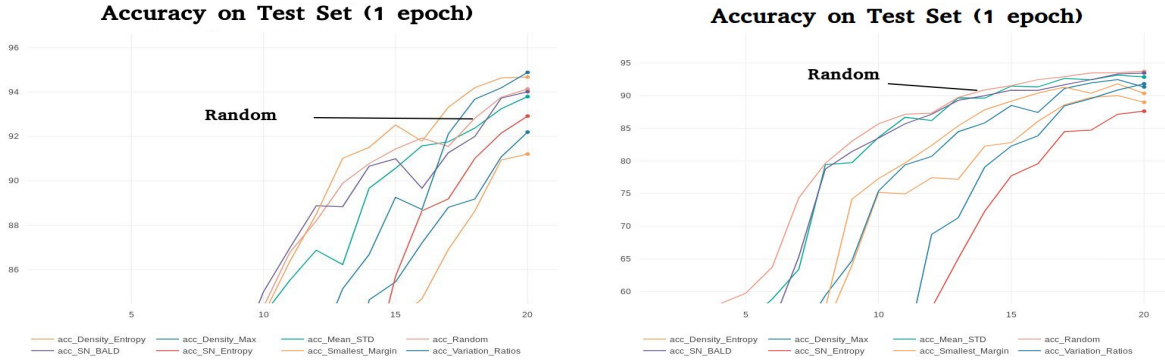 Accuracy on Test Set (1 epoch)
96
94
92
90
88
86
Random
5
10
15
20
acc_Density_Entropy
acc_Density_Max
acc_Mean_STD
acc_Random
acc_SN_BALD
acc_SN_Entropy
acc_Smallest_Margin
acc_Variation_Ratios
Accuracy on Test Set (1 epoch)
95
90
85
80
75
70
65
60
Random
5
10
15
20
acc_Density_Entropy
acc_Density_Max
acc_Mean_STD
acc_Random
acc_SN_BALD
acc_SN_Entropy
acc_Smallest_Margin
acc_Variation_Ratios